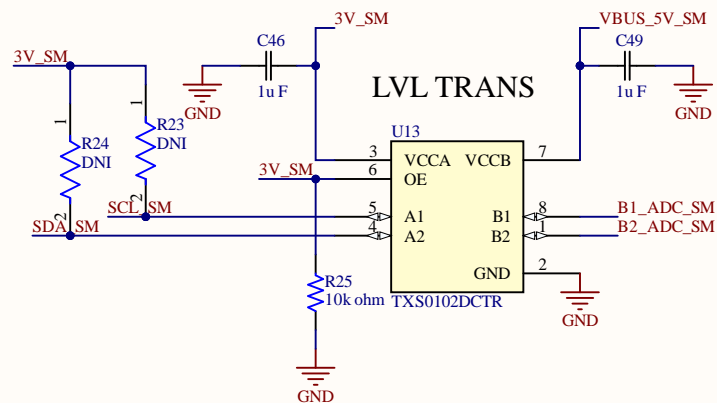 3V_SM
VBUS_5V_SM
C46
C49
3V_SM
1uF
1uF
GND
GND
LVL TRANS
1
1
U13
R24
DNI
R23
DNI
3
VCCA
VCCB
7
3V_SM
6
OE
2
SCL_SM
5
A1
B1
8
B1_ADC_SM
2
SDA_SM
4
A2
B2
1
B2_ADC_SM
GND
2
R25
10k ohm
TXS0102DCTR
GND
GND